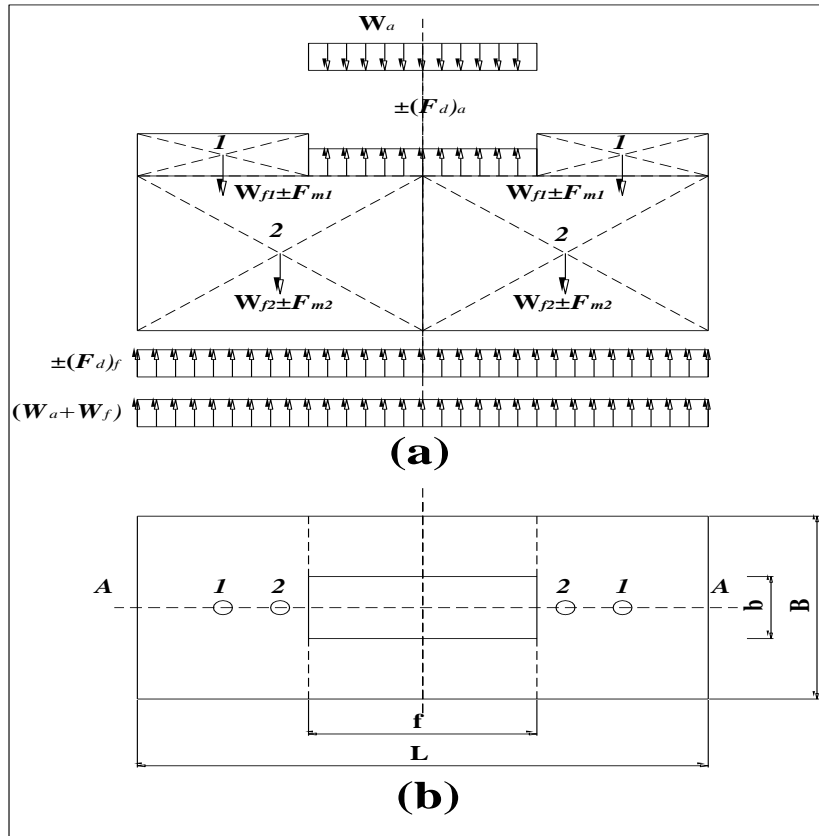 Wa
±(Fd)a
1 1
Wf1±Fm1 Wf1±Fm1
2 2
Wf2±Fm2 Wf2±Fm2
±(Fd)f
(Wa+Wf)
(a)
A 1 2 2 1 A
b
B
f
L
(b)